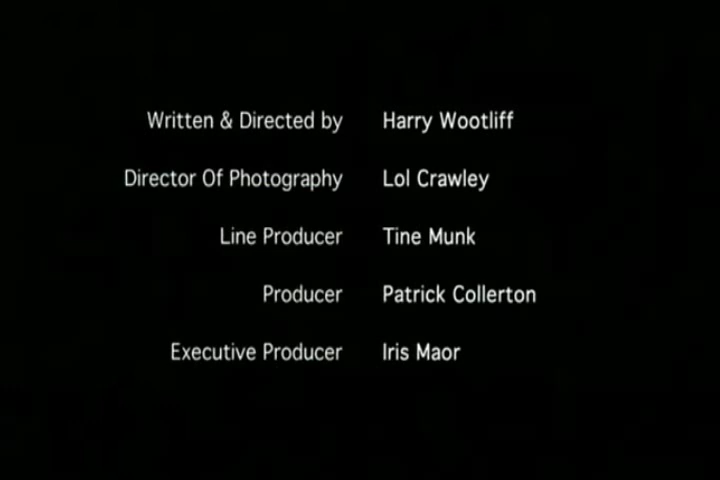 Written & Directed by Harry Wootliff
Director Of Photography Lol Crawley
Line Producer Tine Munk
Producer Patrick Collerton
Executive Producer Iris Maor